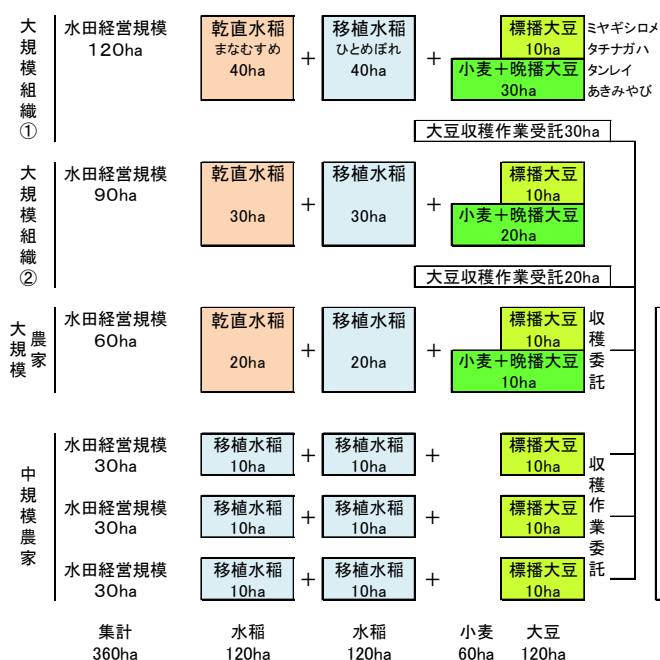 大規模組織①
水田経営規模
120ha
乾直水稲
まなむすめ
40ha
+
移植水稲
ひとめぼれ
40ha
+
標播大豆
10ha
小麦+晩播大豆
30ha
ミヤギシロメ
タチナガハ
タンレイ
あきみやび
大豆収穫作業受託30ha
大規模組織②
水田経営規模
90ha
乾直水稲
30ha
+
移植水稲
30ha
+
標播大豆
10ha
小麦+晩播大豆
20ha
大豆収穫作業受託20ha
大規模
農家
水田経営規模
60ha
乾直水稲
20ha
+
移植水稲
20ha
+
標播大豆
10ha
小麦+晩播大豆
10ha
収穫委託
中規模農家
水田経営規模
30ha
移植水稲
10ha
+
移植水稲
10ha
+
標播大豆
10ha
水田経営規模
30ha
移植水稲
10ha
+
移植水稲
10ha
+
標播大豆
10ha
水田経営規模
30ha
移植水稲
10ha
+
移植水稲
10ha
+
標播大豆
10ha
収穫作業委託
集計
360ha
水稲
120ha
水稲
120ha
小麦
60ha
大豆
120ha